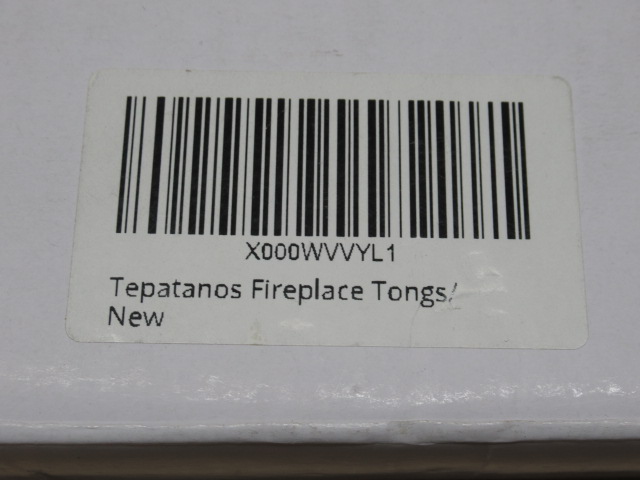 X000WVVYL1
Tepatanos Fireplace Tongs/
New